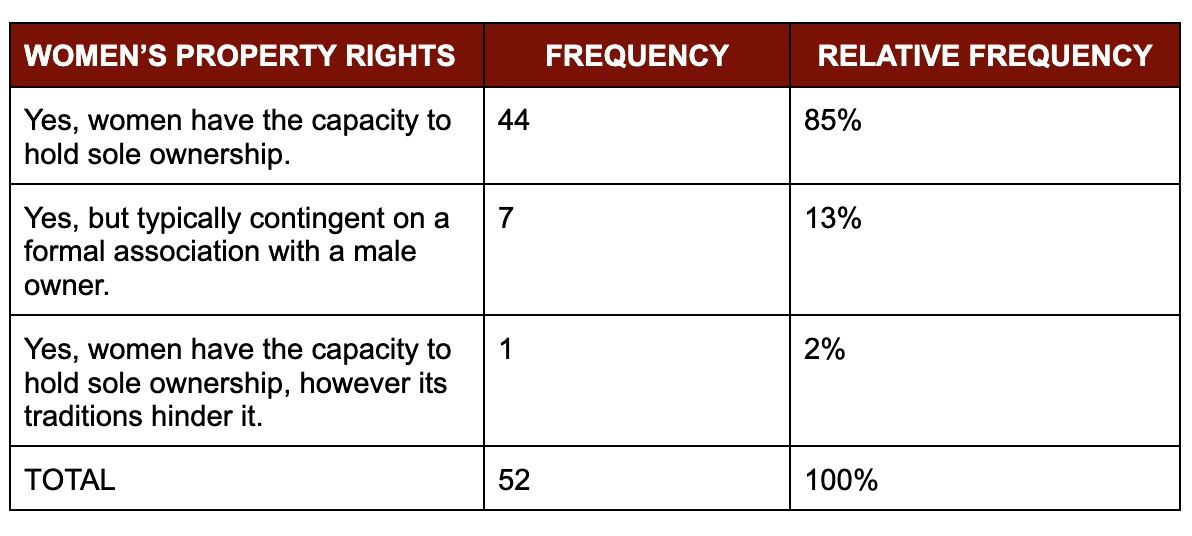 WOMEN’S PROPERTY RIGHTS FREQUENCY RELATIVE FREQUENCY
Yes, women have the capacity to 44 85%
hold sole ownership.
Yes, but typically contingent on a 7 13%
formal association with a male
owner.
Yes, women have the capacity to 1 2%
hold sole ownership, however its
traditions hinder it.
TOTAL 52 100%